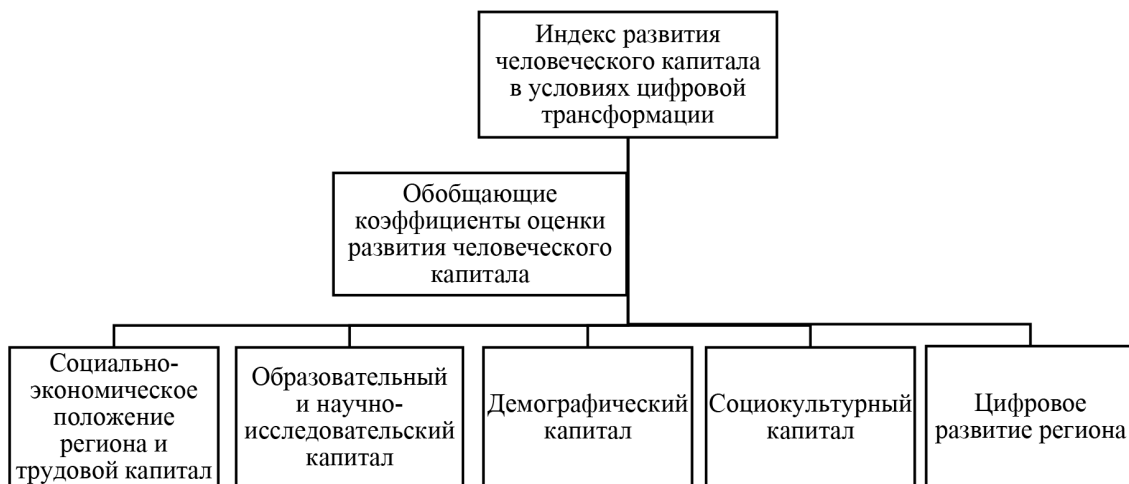 Индекс развития
человеческого капитала
в условиях цифровой
трансформации
Обобщающие
коэффициенты оценки
развития человеческого
капитала
Социально-
экономическое
положение
региона и
трудовой капитал
Образовательный
и научно-
исследовательский
капитал
Демографический
капитал
Социокультурный
капитал
Цифровое
развитие региона